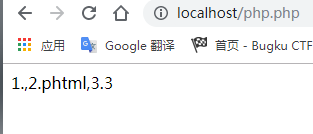 localhost/php.php
应用 Google 翻译 首页 - Bugku CTF
1.,2.phtml,3.3